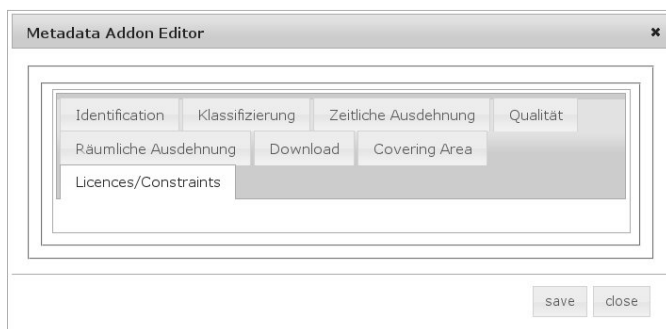 Metadata Addon Editor
Identification Klassifizierung Zeitliche Ausdehnung Qualität
Räumliche Ausdehnung Download Covering Area
Licences/Constraints
save close